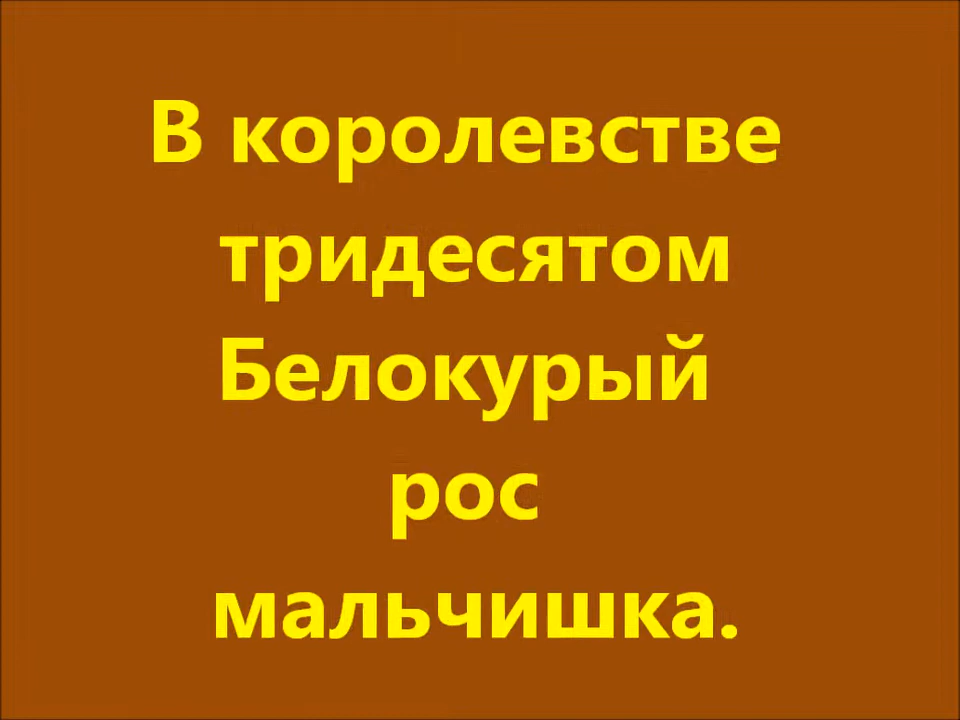 В королевстве
тридесятом
Белокурый
рос
мальчишка.